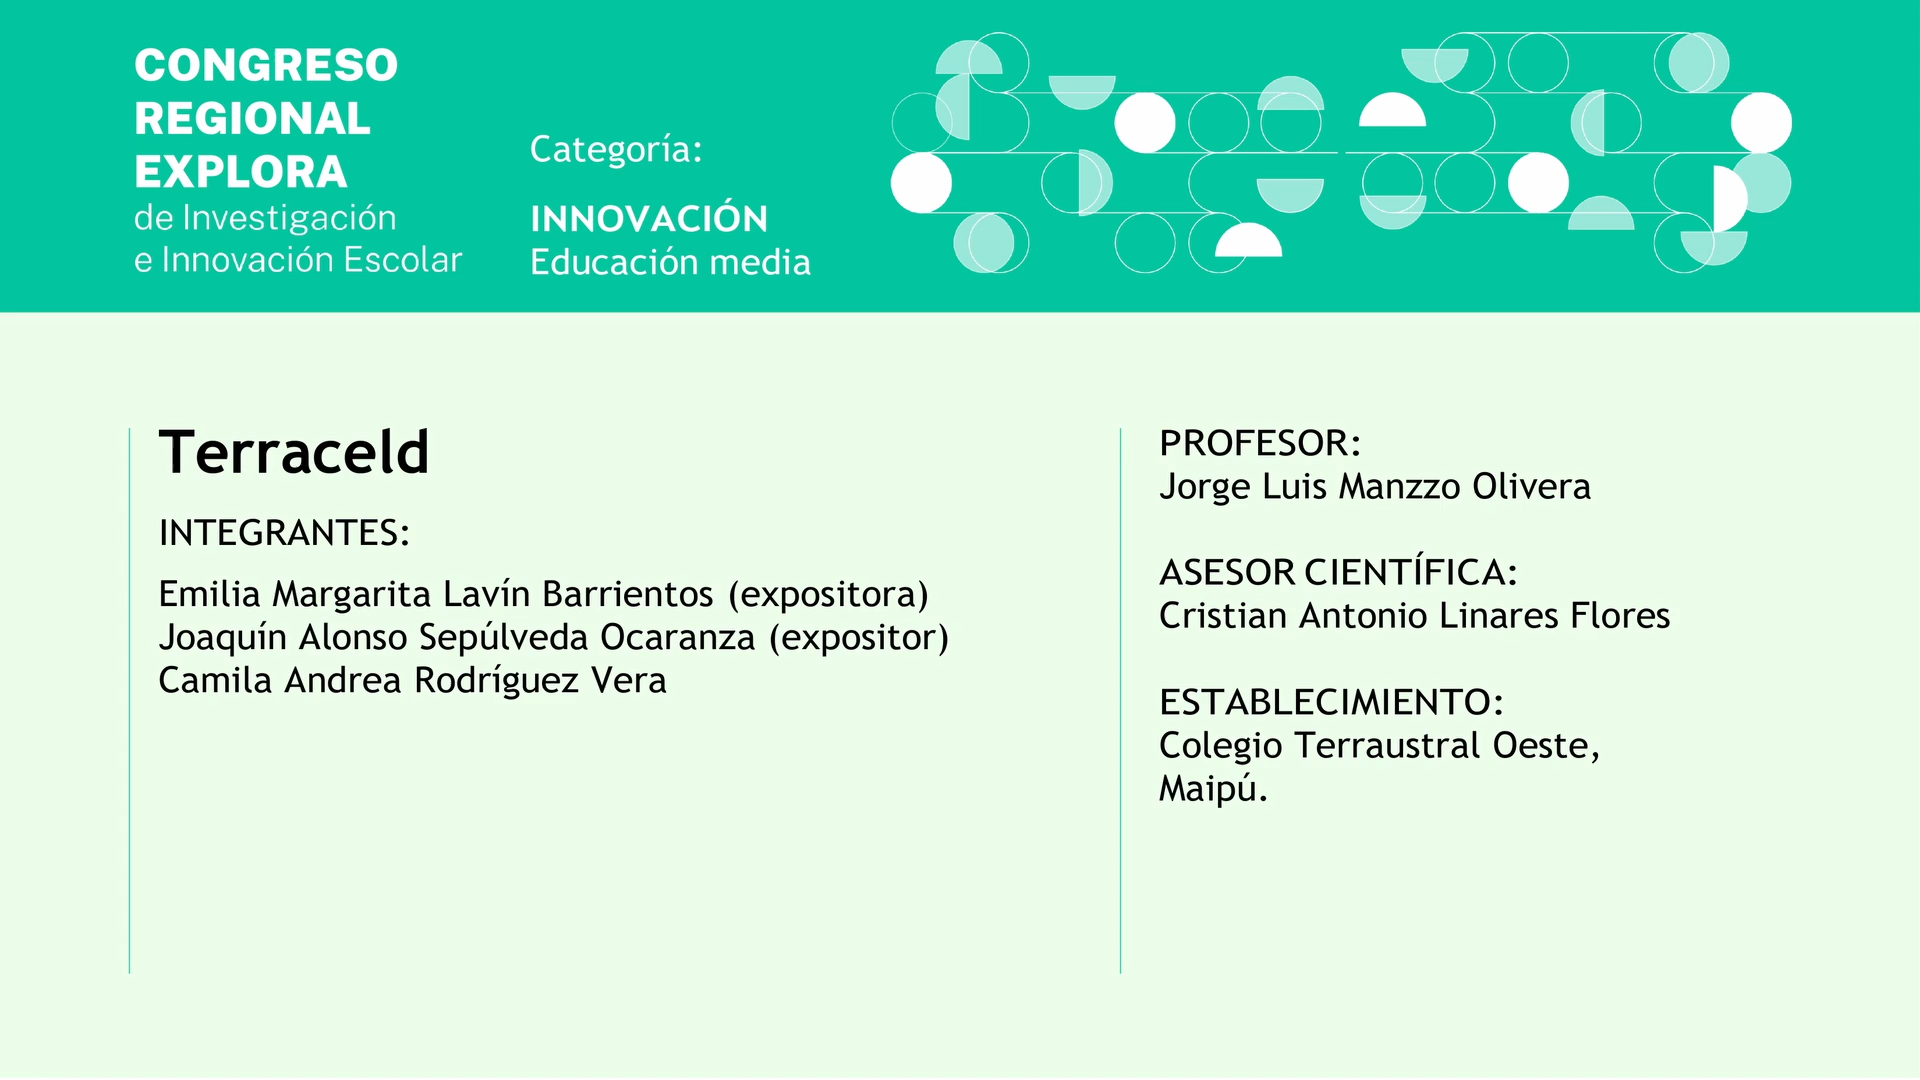 CONGRESO
REGIONAL
EXPLORA
de Investigación
e Innovación Escolar
Categoría:
INNOVACIÓN
Educación media
Terraceld
INTEGRANTES:
Emilia Margarita Lavín Barrientos (expositora)
Joaquín Alonso Sepúlveda Ocaranza (expositor)
Camila Andrea Rodríguez Vera
PROFESOR:
Jorge Luis Manzzo Olivera
ASESOR CIENTÍFICA:
Cristian Antonio Linares Flores
ESTABLECIMIENTO:
Colegio Terraustral Oeste,
Maipú.